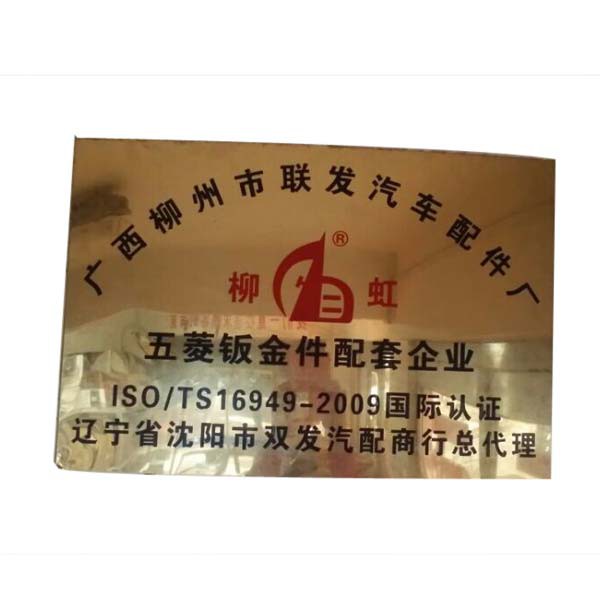 广西柳州市联发汽车配件厂
柳 ® 虹
五菱钣金件配套企业
ISO/TS16949-2009国际认证
辽宁省沈阳市双发汽配商行总代理